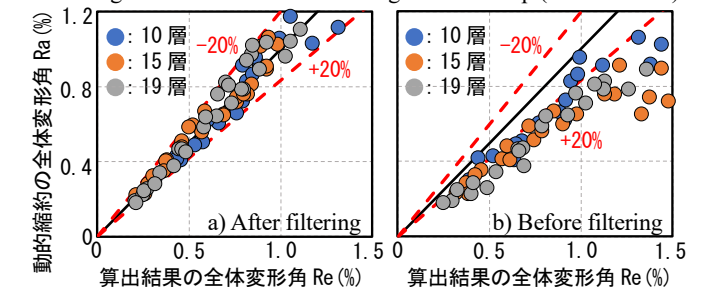 動的縮約の全体変形角 Ra(%)
1.2
0.8
0.4
0
: 10 層
: 15 層
: 19 層
-20%
+20%
a) After filtering
0
0.5
1.0
1.5
算出結果の全体変形角 Re(%)
: 10 層
: 15 層
: 19 層
-20%
+20%
b) Before filtering
0
0.5
1.0
1.5
算出結果の全体変形角 Re(%)